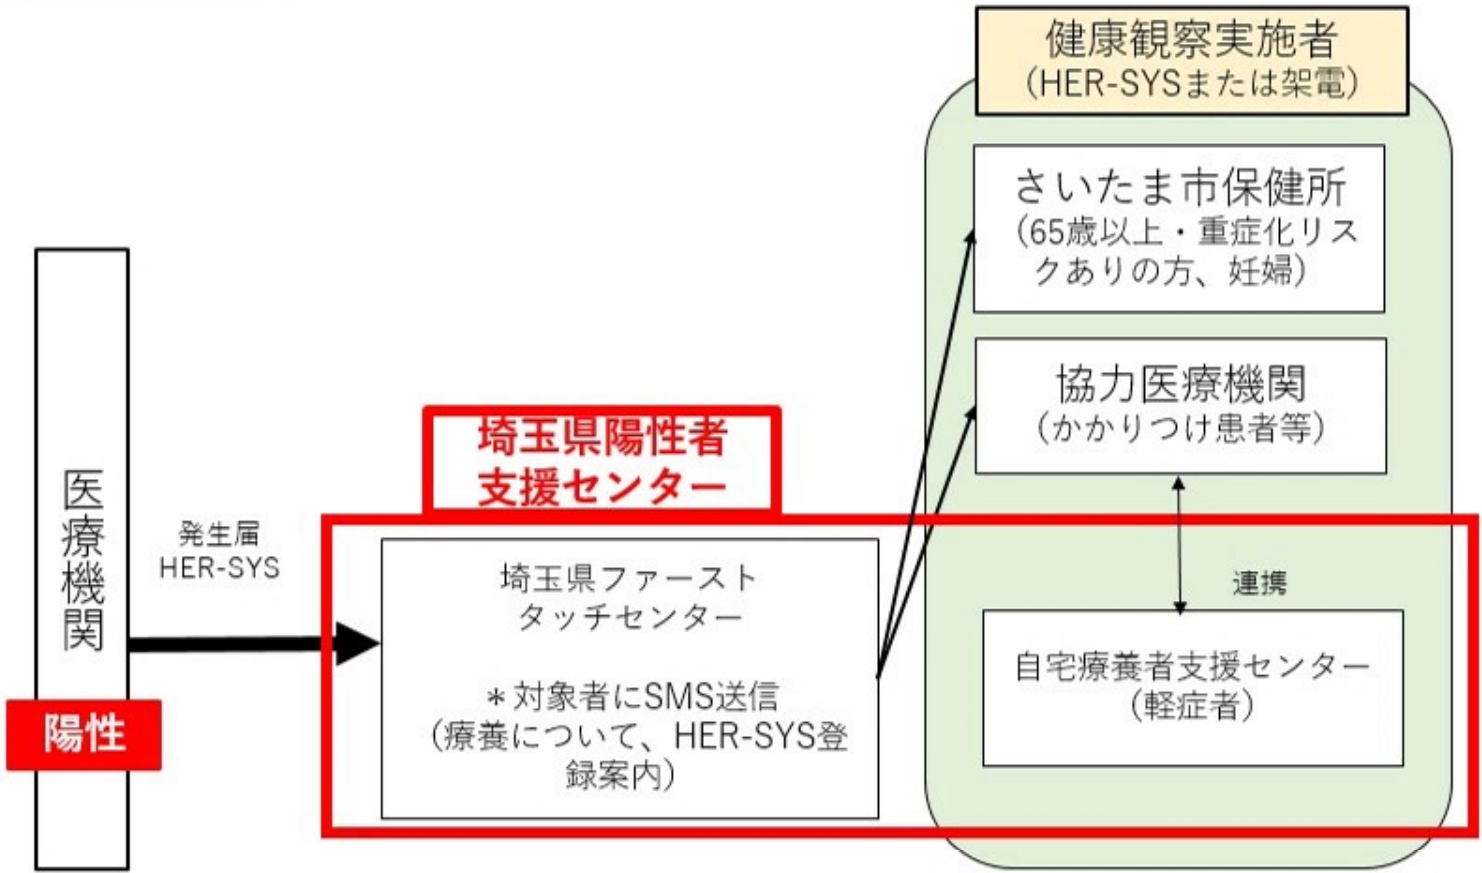 健康観察実施者
(HER-SYSまたは架電)
さいたま市保健所
(65歳以上・重症化リス
クありの方、妊婦)
協力医療機関
(かかりつけ患者等)
埼玉県陽性者
支援センター
医療機関
発生届
HER-SYS
埼玉県ファースト
タッチセンター
＊対象者にSMS送信
(療養について、HER-SYS登
録案内)
連携
自宅療養者支援センター
(軽症者)
陽性